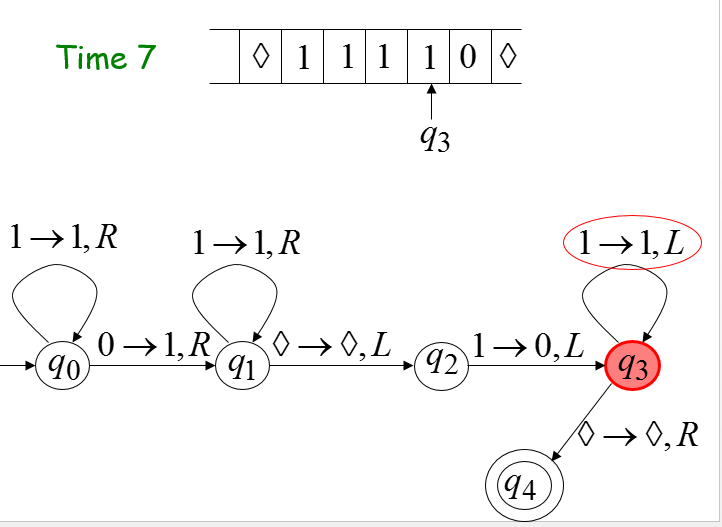 Time 7
◊ 1 1 1 1 0 ◊
q3
1 → 1, R
1 → 1, R
1 → 1, L
0 → 1, R
◊ → ◊, L
1 → 0, L
q0
q1
q2
q3
◊ → ◊, R
q4